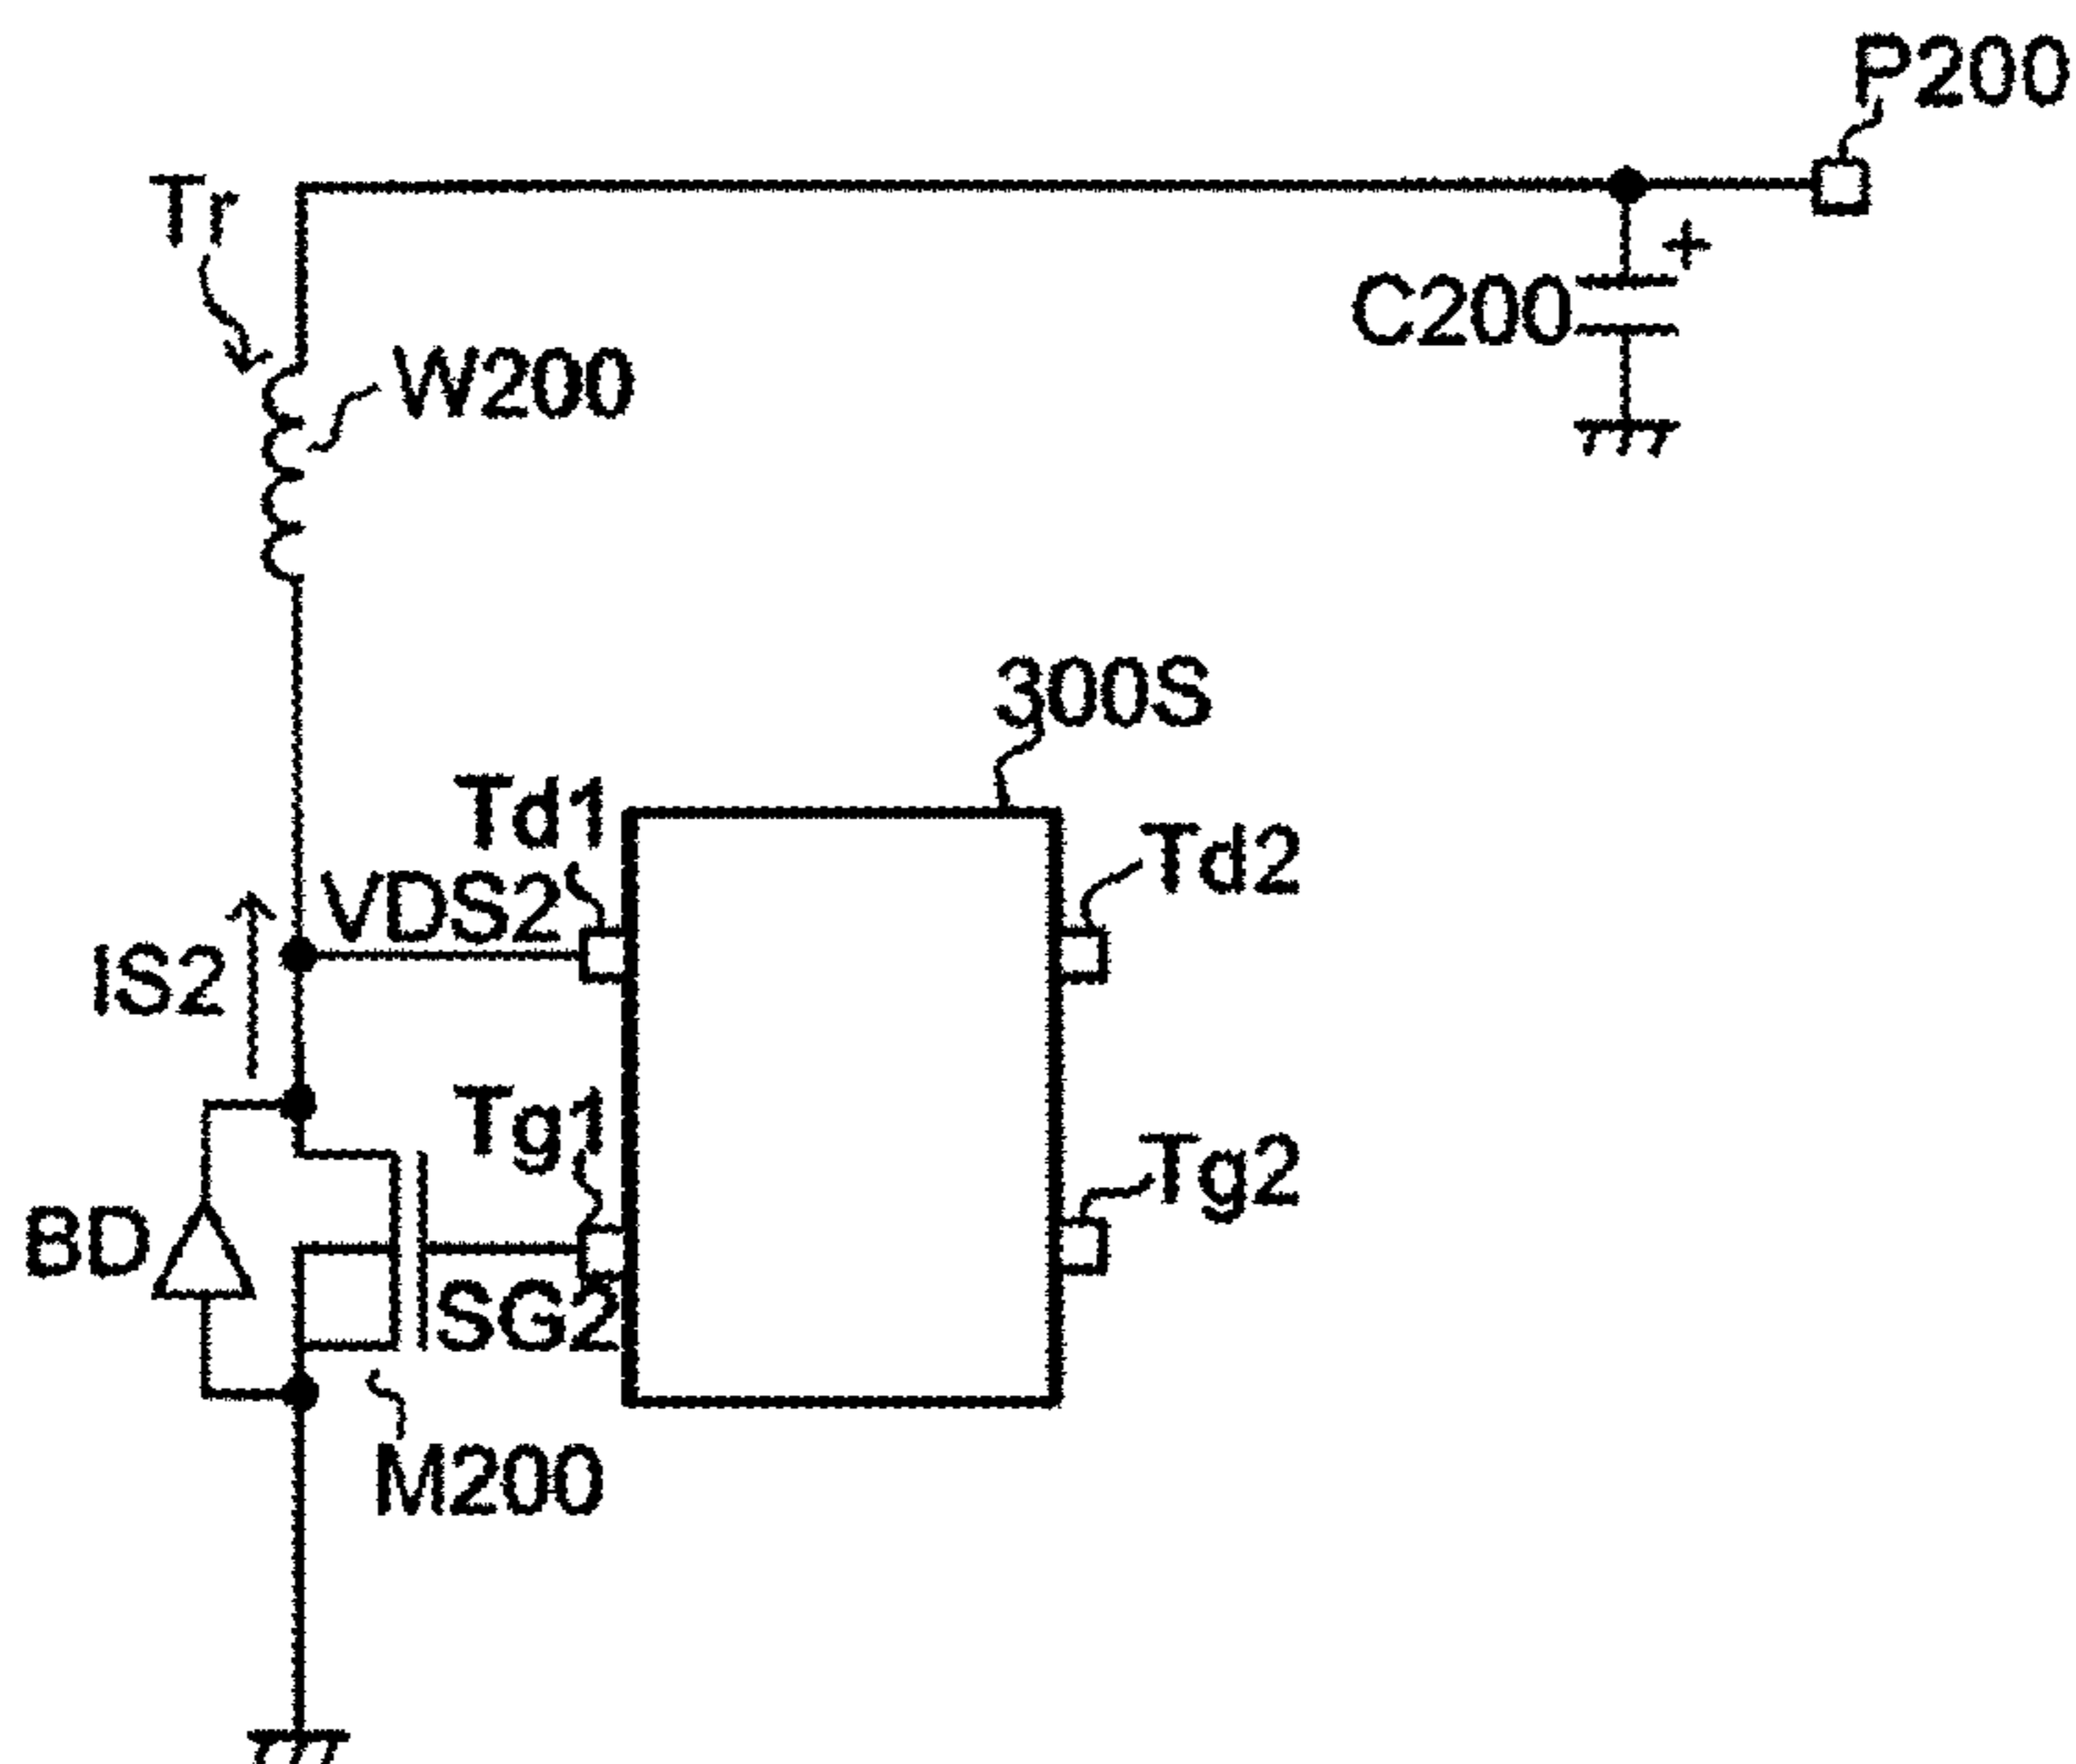 P200
Tr
+
C200
W200
300S
Td1
Td2
VDS2
IS2
Tg1
Tg2
BD
SG2
M200